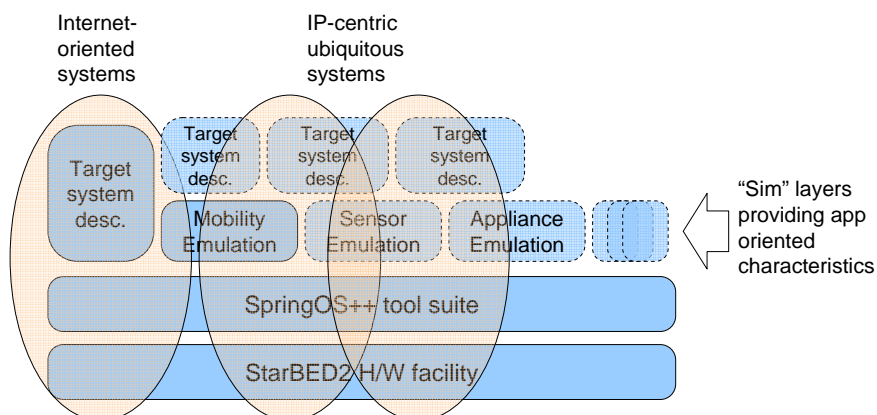 Internet-
oriented
systems
IP-centric
ubiquitous
systems
Target
system
desc.
Target
system
desc.
Target
system
desc.
Target
system
desc.
Mobility
Emulation
Sensor
Emulation
Appliance
Emulation
“Sim” layers
providing app
oriented
characteristics
SpringOS++ tool suite
StarBED2 H/W facility